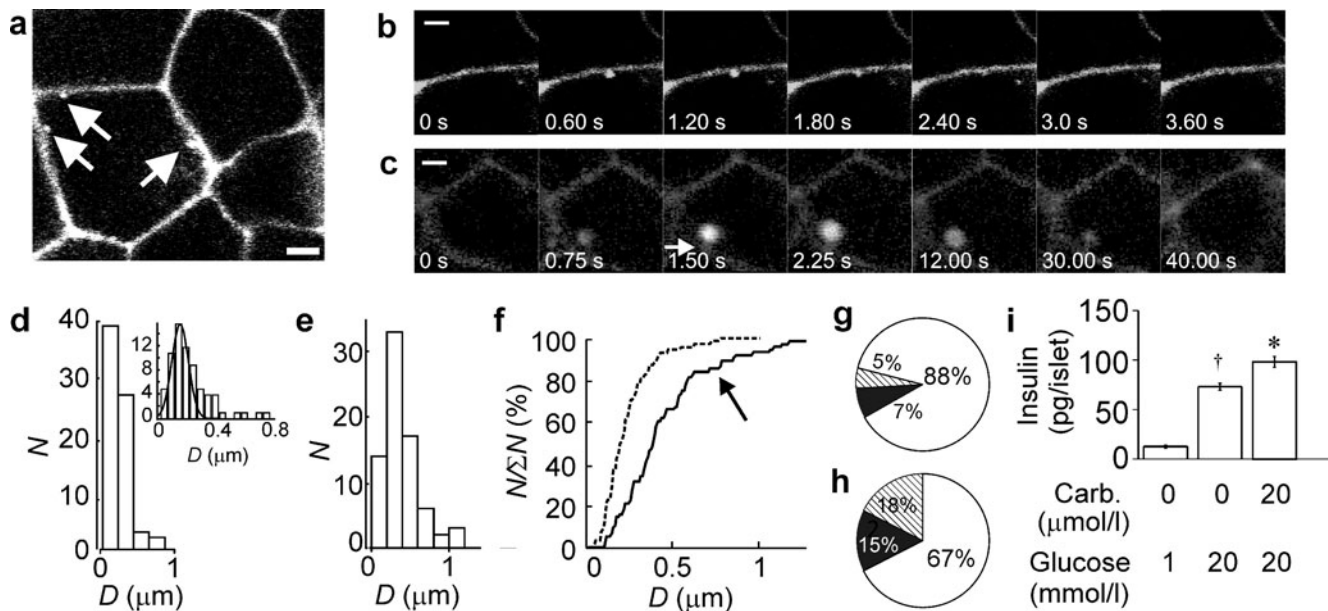 a
b
0 s 0.60 s 1.20 s 1.80 s 2.40 s 3.0 s 3.60 s
c
0 s 0.75 s 1.50 s 2.25 s 12.00 s 30.00 s 40.00 s
d
N
40
30
20
10
0
0 1
D (μm)
12
8
4
0
0 0.4 0.8
D (μm)
e
N
30
20
10
0
0 1
D (μm)
f
N/ΣN (%)
100
80
60
40
20
0
0 0.5 1
D (μm)
g
5%
88%
7%
h
18%
2
15%
67%
i
Insulin
(pg/islet)
150
100
50
0
† *
Carb. 0 0 20
(μmol/l)
Glucose 1 20 20
(mmol/l)